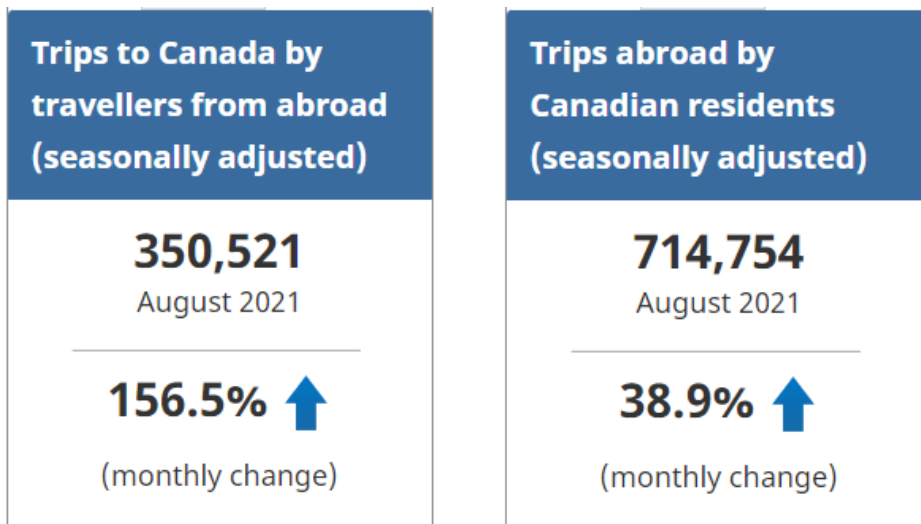 Trips to Canada by
travellers from abroad
(seasonally adjusted)
350,521
August 2021
156.5%
(monthly change)
Trips abroad by
Canadian residents
(seasonally adjusted)
714,754
August 2021
38.9%
(monthly change)